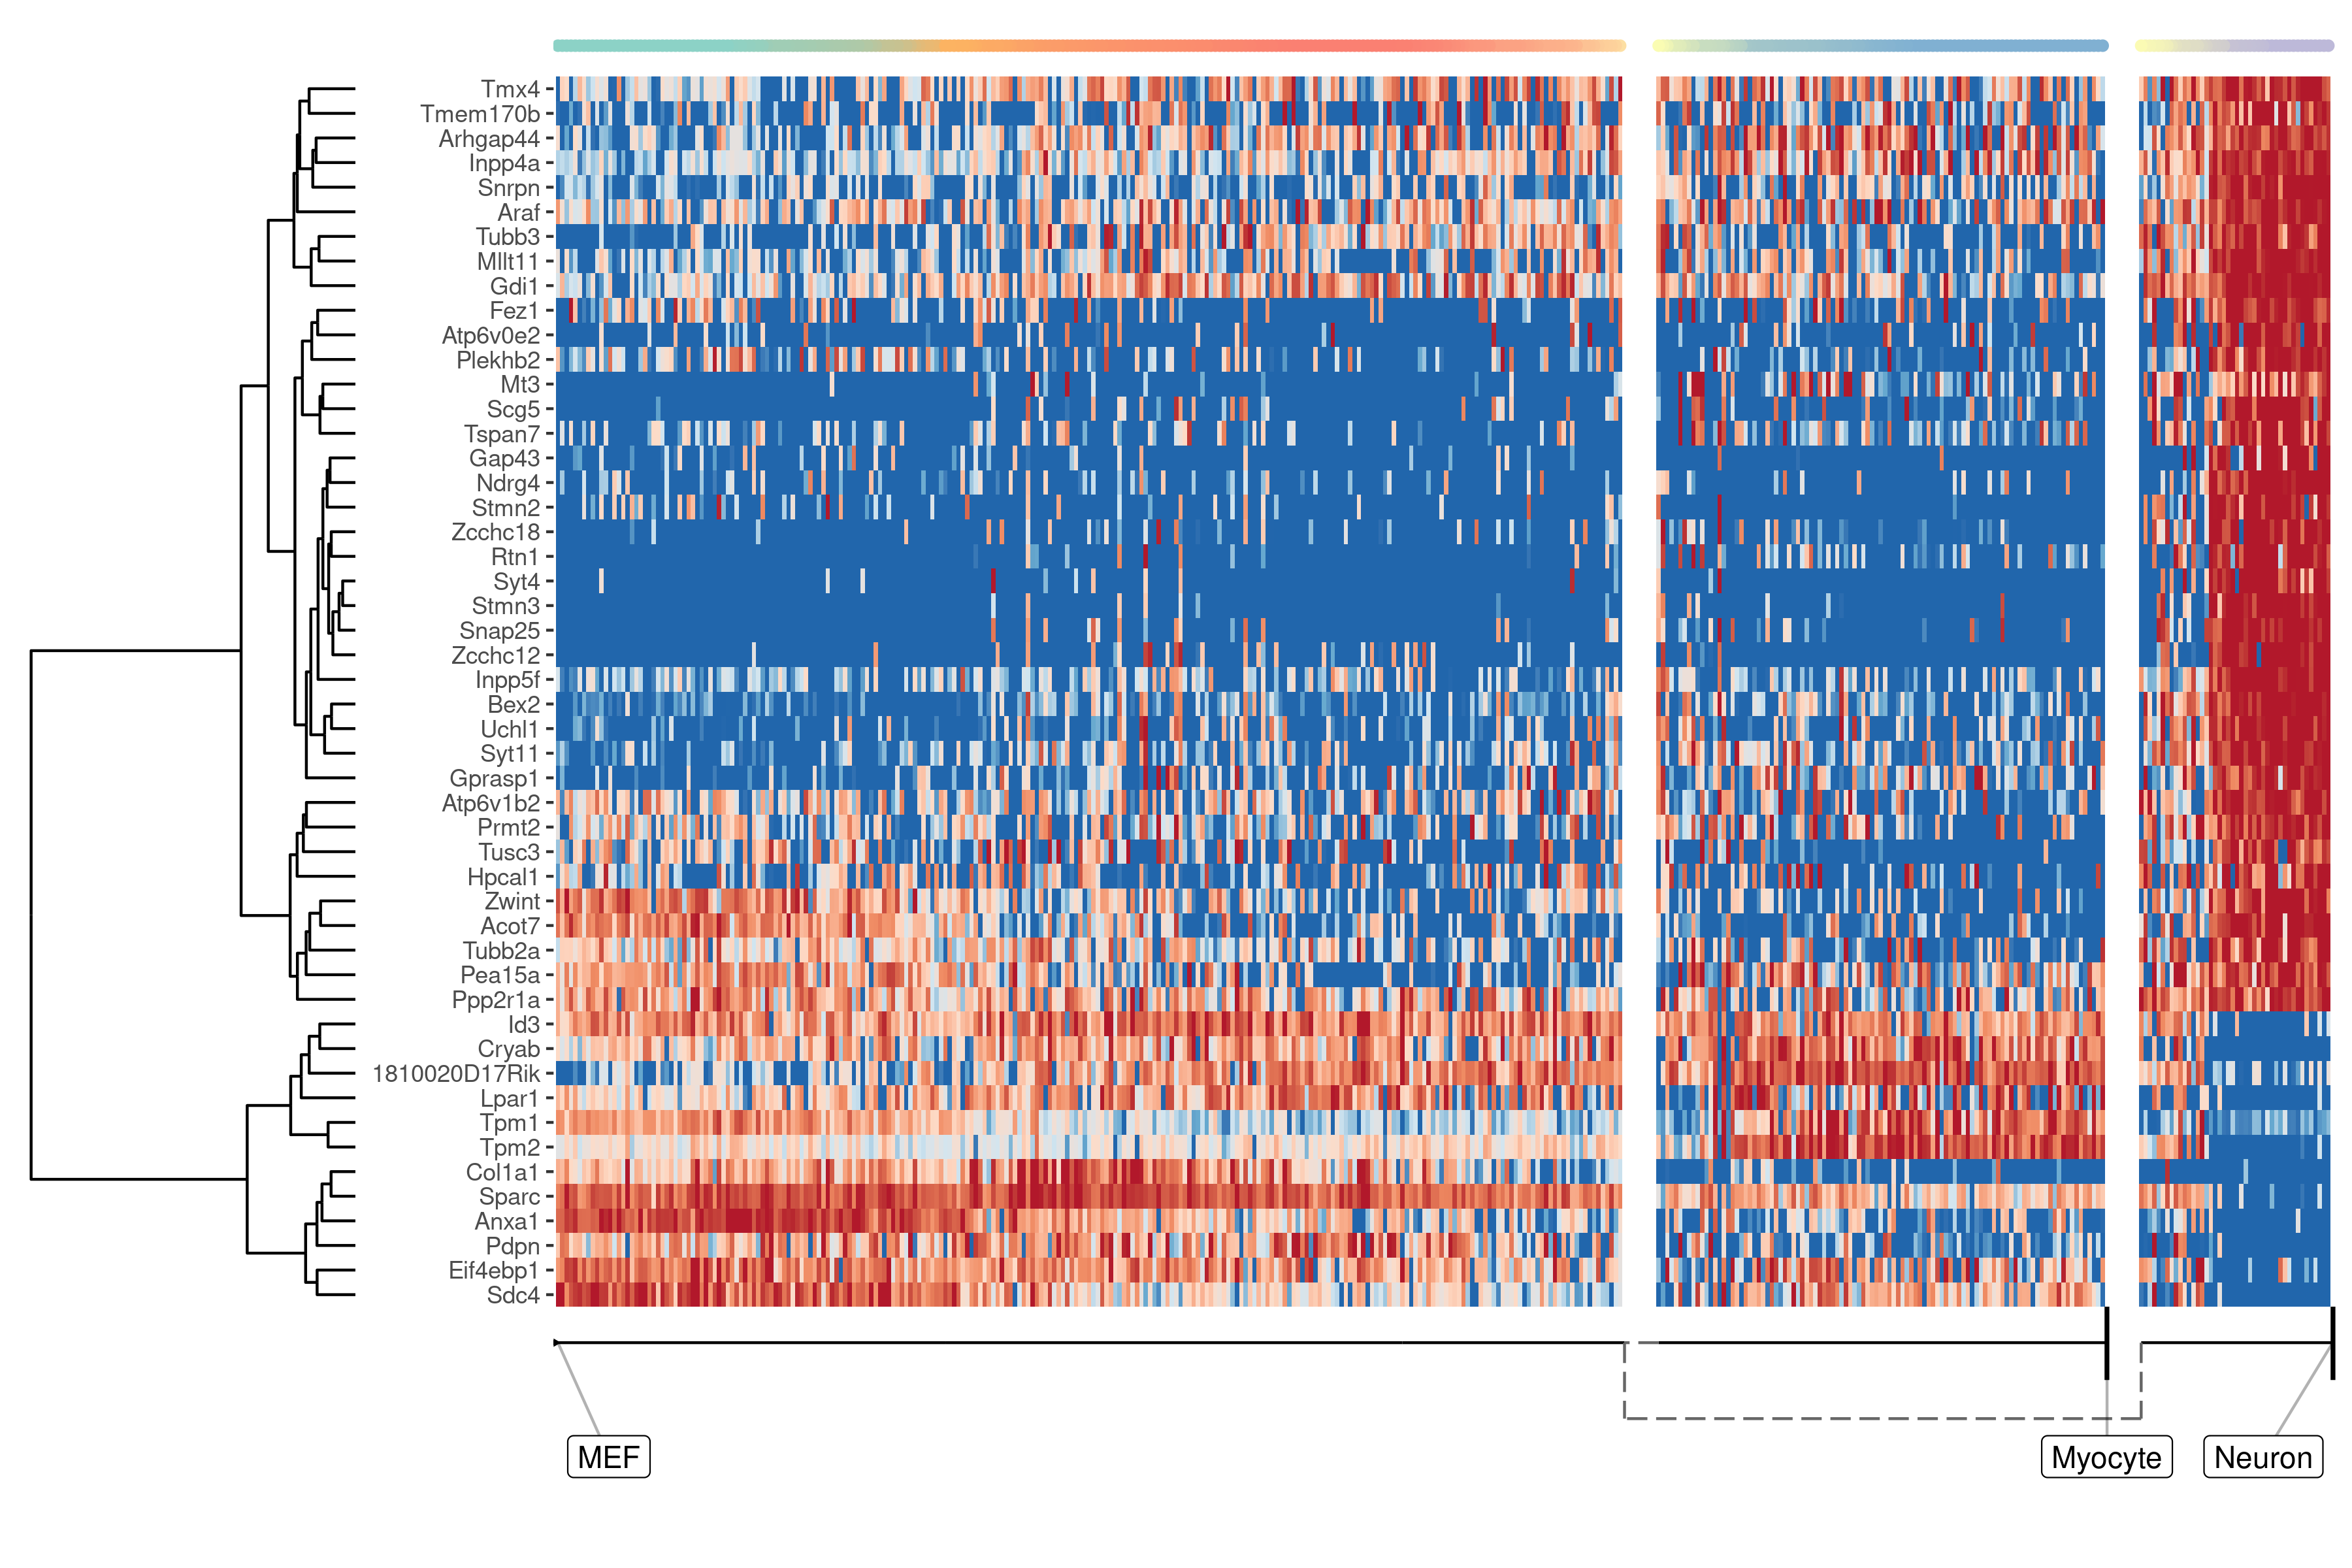 Tmx4
Tmem170b
Arhgap44
Inpp4a
Snrpn
Araf
Tubb3
Mllt11
Gdi1
Fez1
Atp6v0e2
Plekhb2
Mt3
Scg5
Tspan7
Gap43
Ndrg4
Stmn2
Zcchc18
Rtn1
Syt4
Stmn3
Snap25
Zcchc12
Inpp5f
Bex2
Uchl1
Syt11
Gprasp1
Atp6v1b2
Prmt2
Tusc3
Hpcal1
Zwint
Acot7
Tubb2a
Pea15a
Ppp2r1a
Id3
Cryab
1810020D17Rik
Lpar1
Tpm1
Tpm2
Col1a1
Sparc
Anxa1
Pdpn
Eif4ebp1
Sdc4
MEF Myocyte Neuron